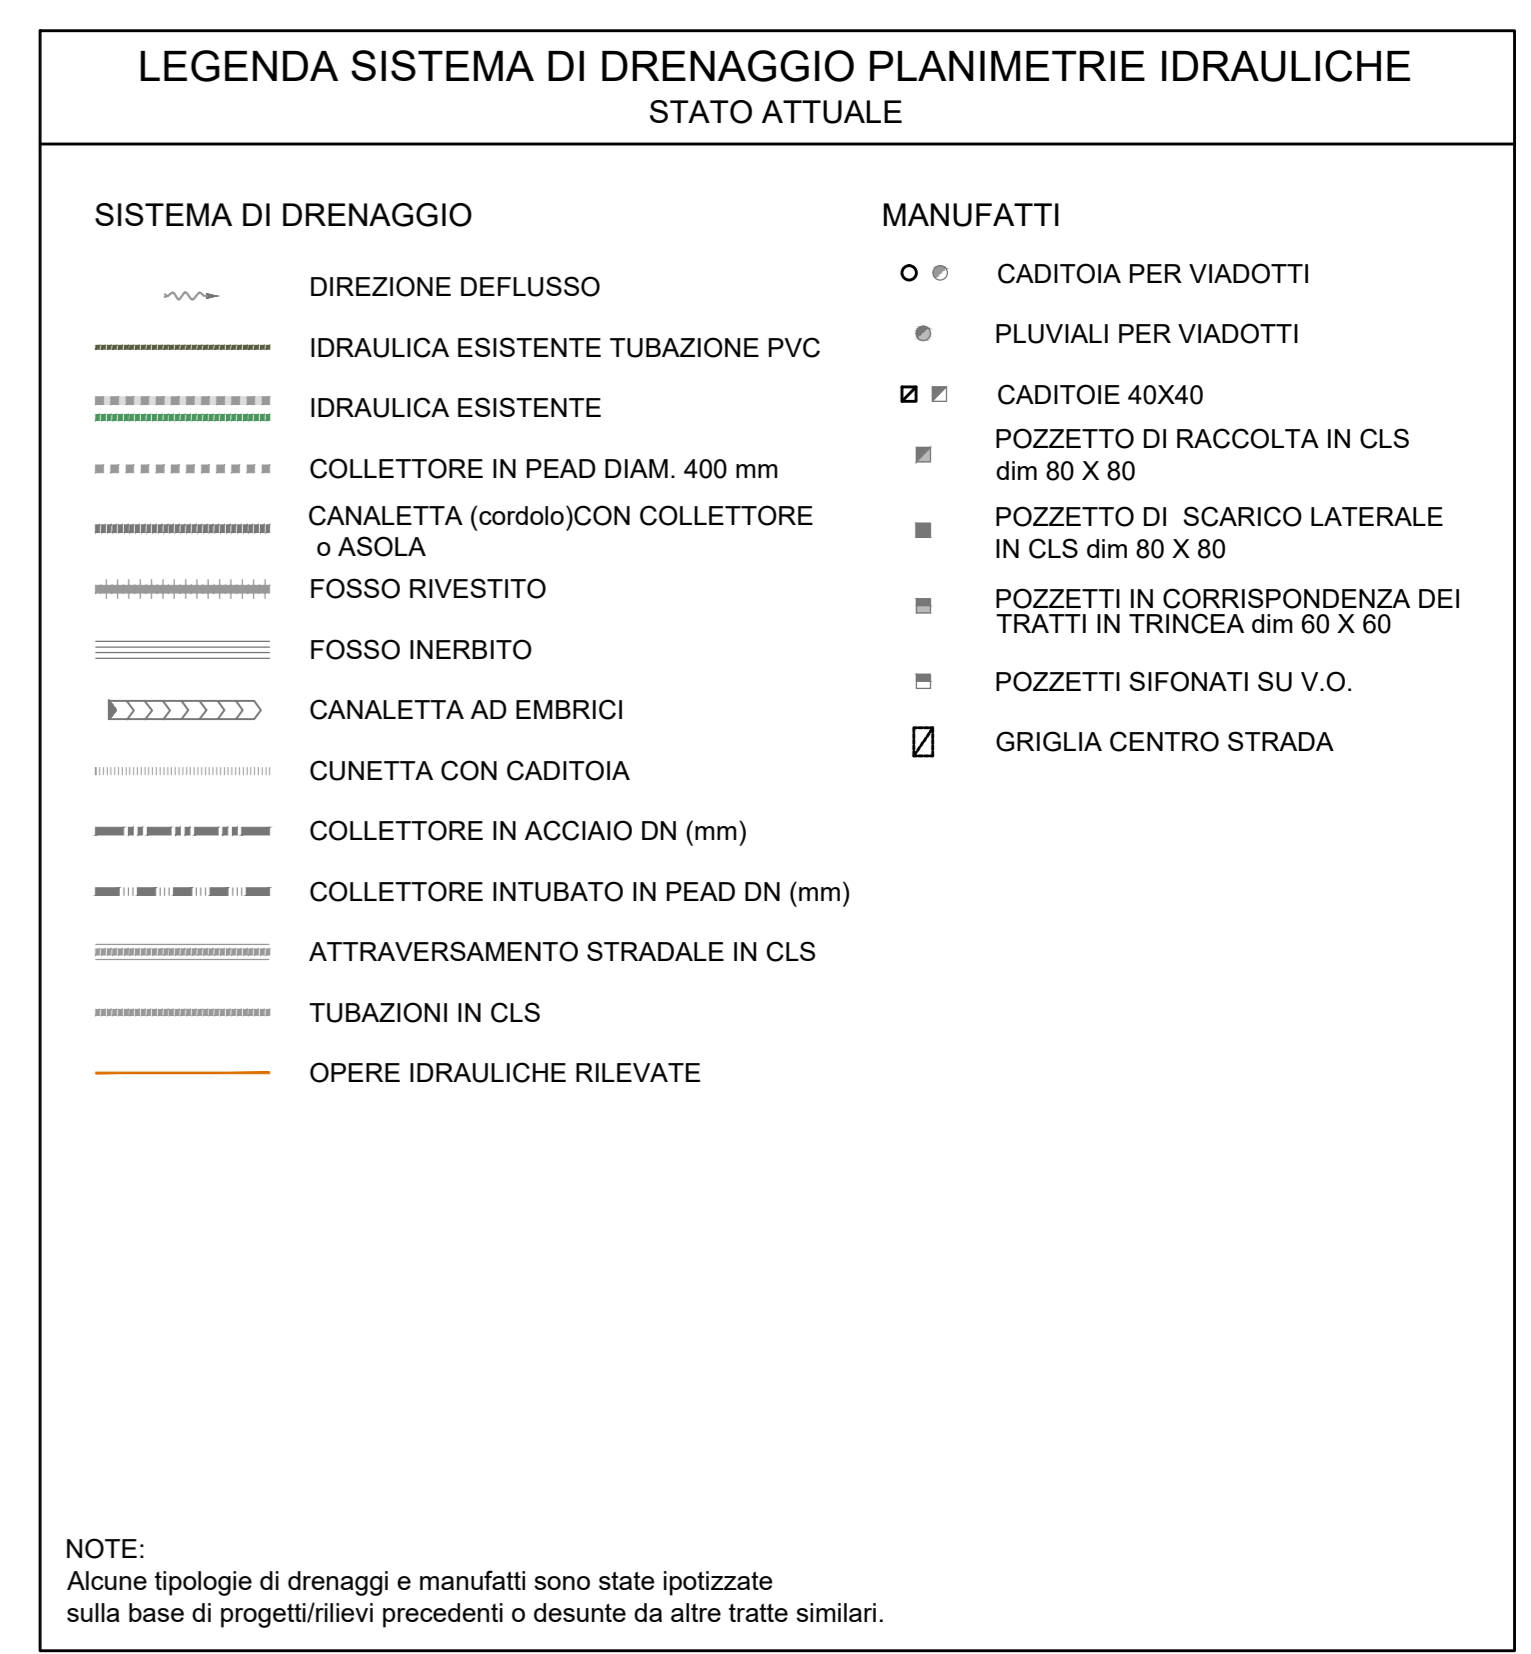 LEGENDA SISTEMA DI DRENAGGIO PLANIMETRIE IDRAULICHE
STATO ATTUALE
SISTEMA DI DRENAGGIO
DIREZIONE DEFLUSSO
IDRAULICA ESISTENTE TUBAZIONE PVC
IDRAULICA ESISTENTE
COLLETTORE IN PEAD DIAM. 400 mm
CANALETTA (cordolo)CON COLLETTORE
o ASOLA
FOSSO RIVESTITO
FOSSO INERBITO
CANALETTA AD EMBRICI
CUNETTA CON CADITOIA
COLLETTORE IN ACCIAIO DN (mm)
COLLETTORE INTUBATO IN PEAD DN (mm)
ATTRAVERSAMENTO STRADALE IN CLS
TUBAZIONI IN CLS
OPERE IDRAULICHE RILEVATE
MANUFATTI
CADITOIA PER VIADOTTI
PLUVIALI PER VIADOTTI
CADITOIE 40X40
POZZETTO DI RACCOLTA IN CLS
dim 80 X 80
POZZETTO DI  SCARICO LATERALE
IN CLS dim 80 X 80
POZZETTI IN CORRISPONDENZA DEI
TRATTI IN TRINCEA dim 60 X 60
POZZETTI SIFONATI SU V.O.
GRIGLIA CENTRO STRADA
NOTE:
Alcune tipologie di drenaggi e manufatti sono state ipotizzate
sulla base di progetti/rilievi precedenti o desunte da altre tratte similari.